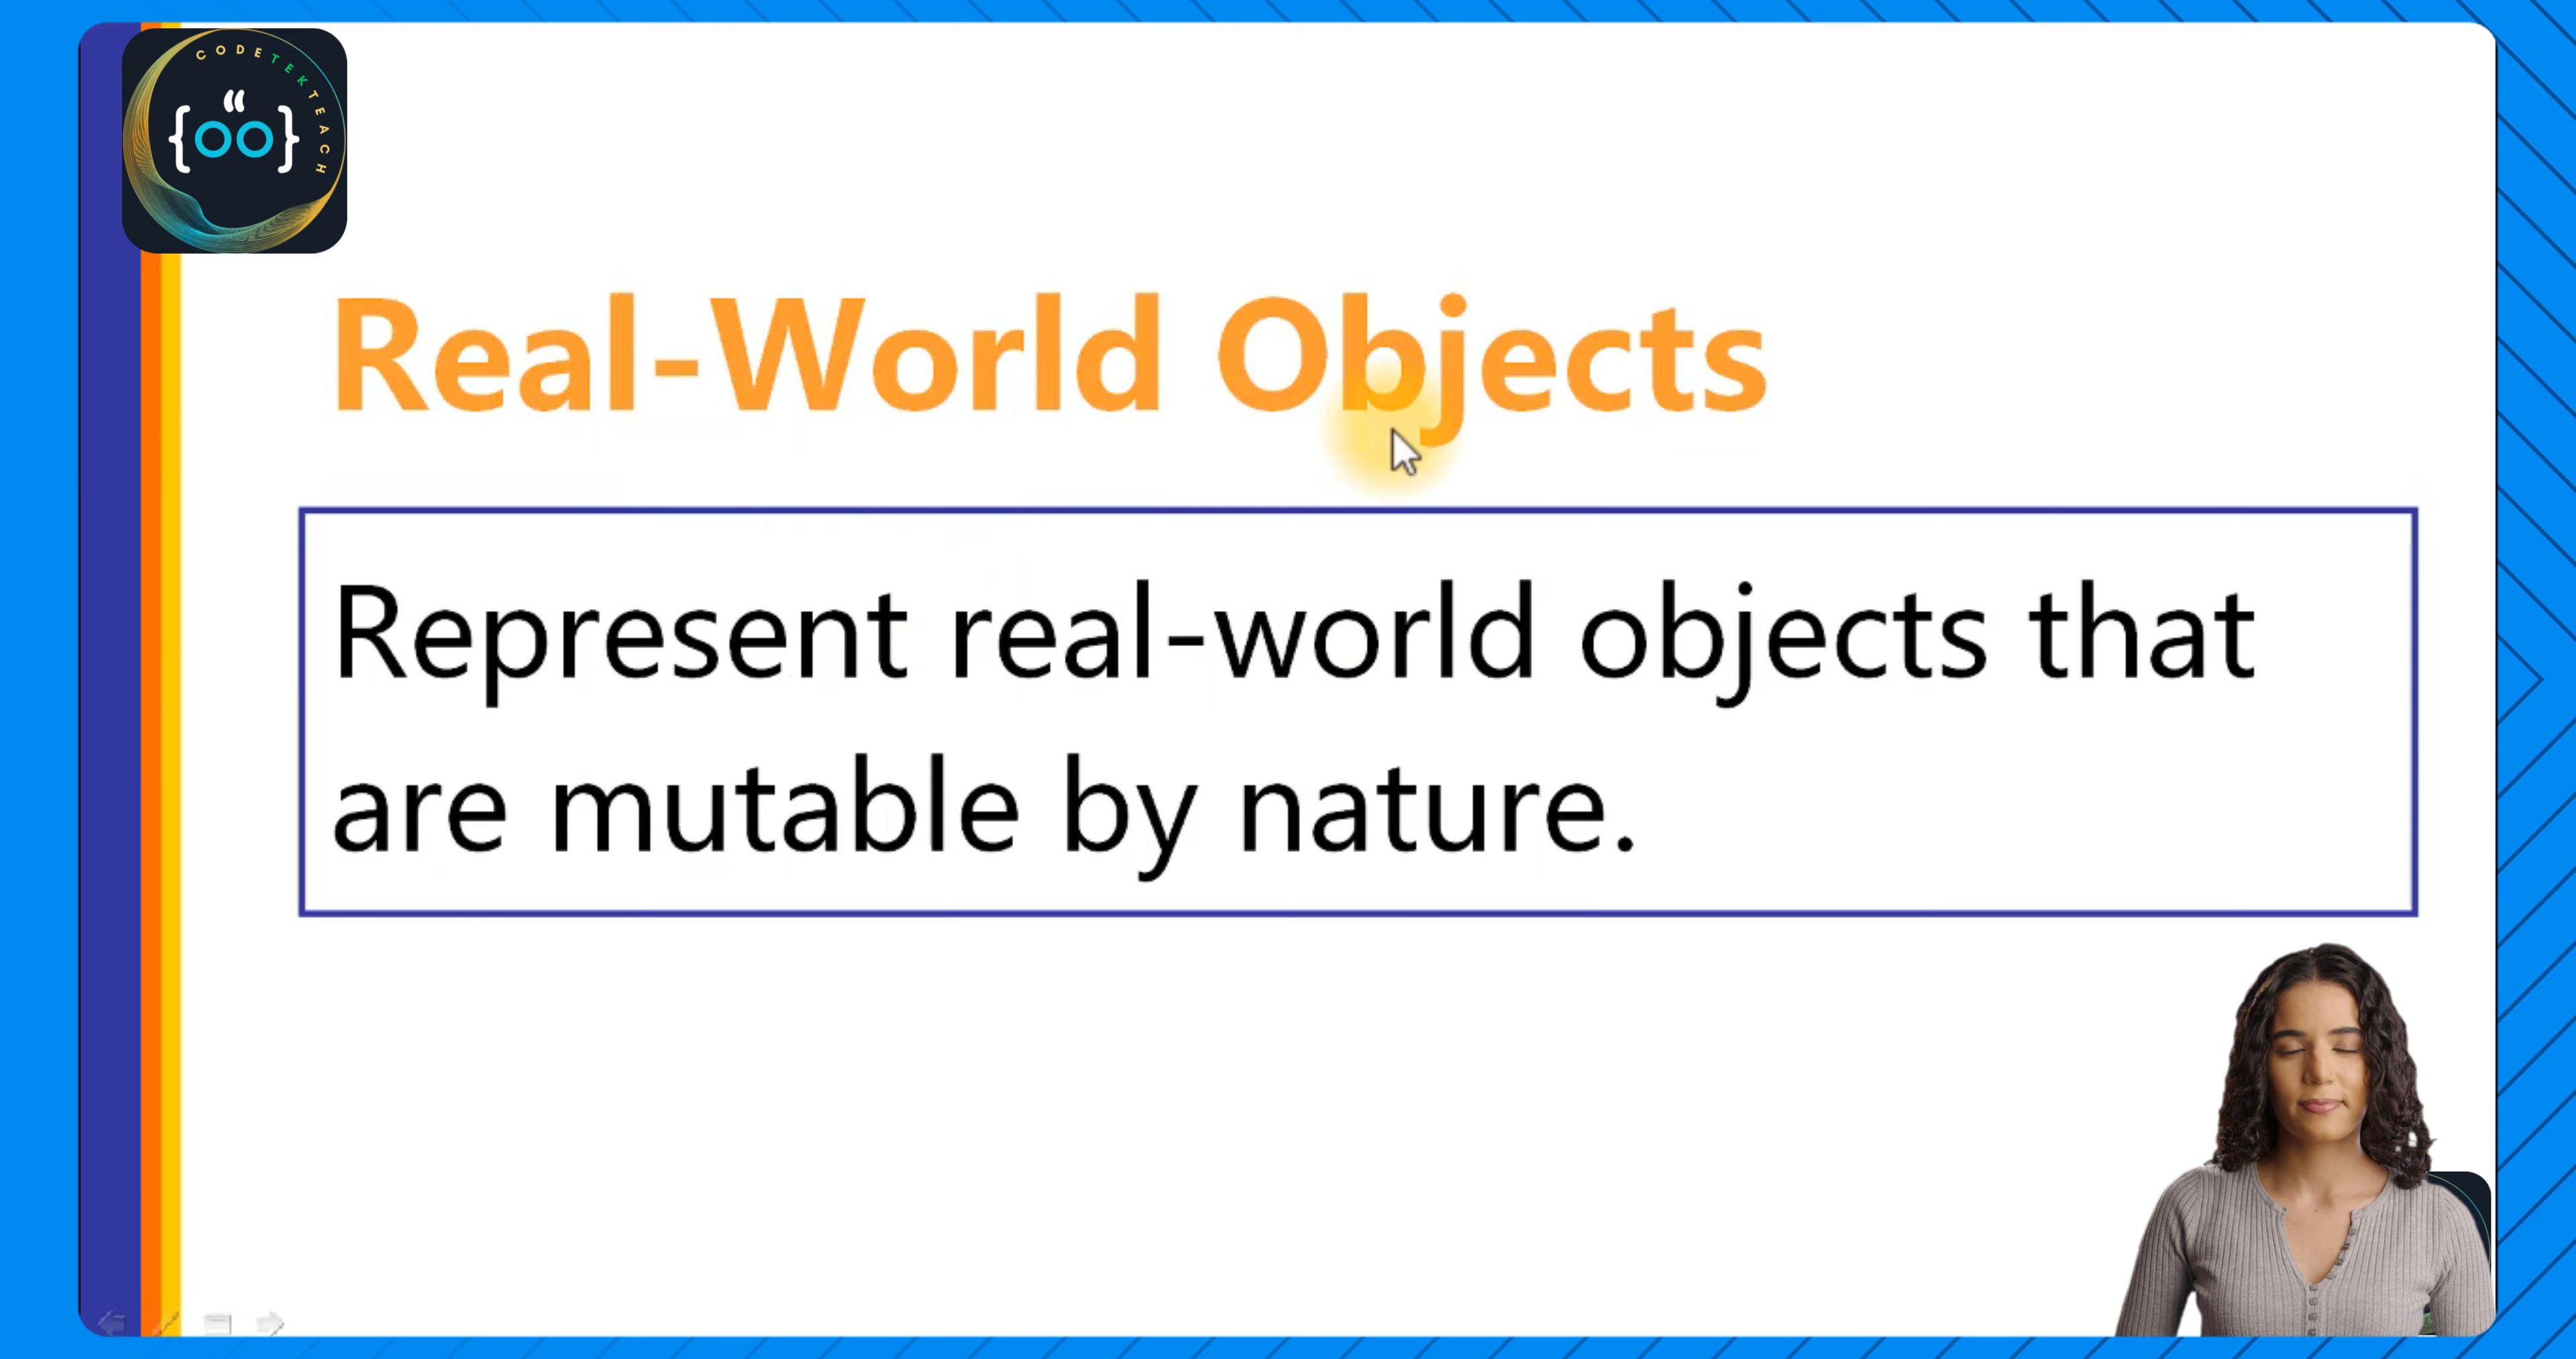 CODETEKTEACH
{oo}
Real-World Objects
Represent real-world objects that
are mutable by nature.